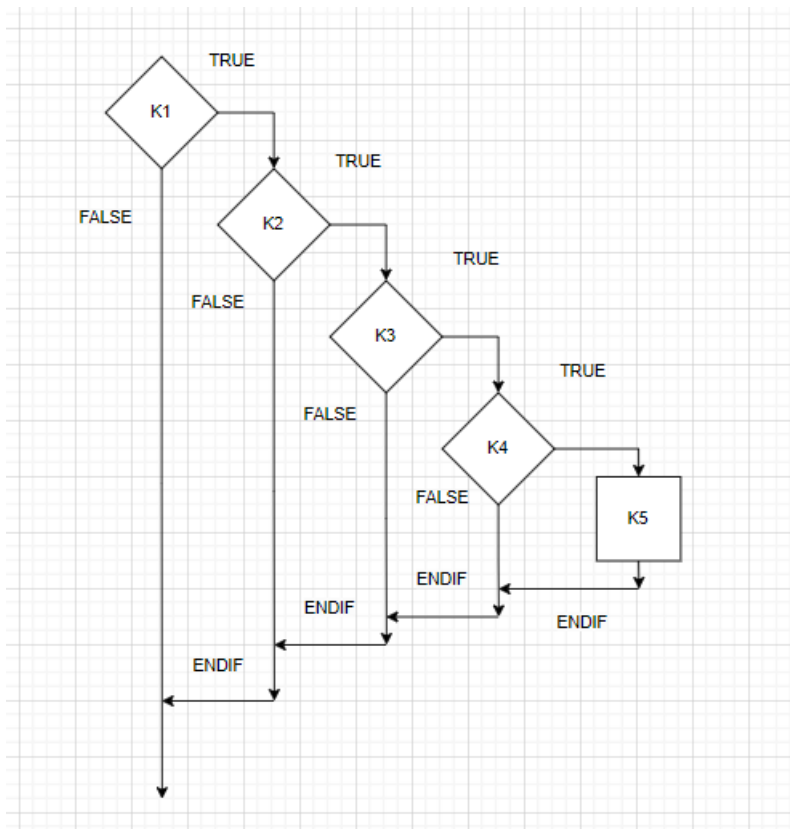 TRUE
K1
TRUE
FALSE
K2
TRUE
FALSE
K3
TRUE
FALSE
K4
FALSE
K5
ENDIF
ENDIF
ENDIF
ENDIF